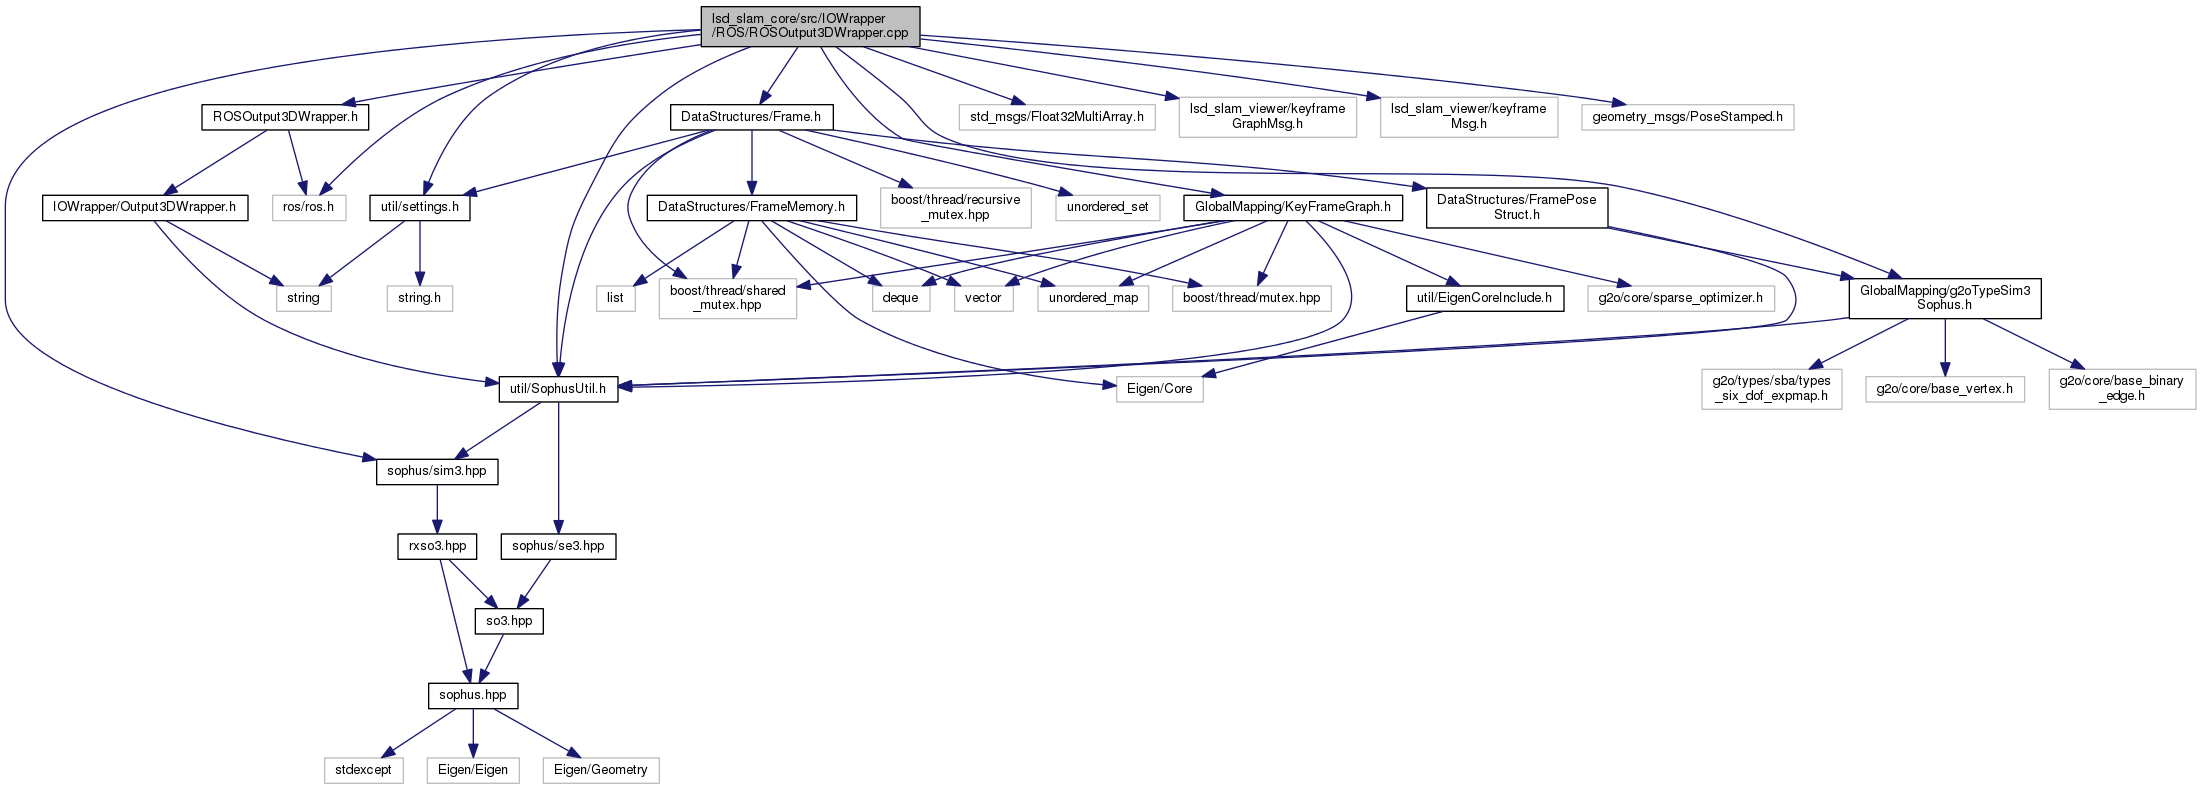 lsd_slam_core/src/IOWrapper
/ROS/ROSOutput3DWrapper.cpp
ROSOutput3DWrapper.h
DataStructures/Frame.h
std_msgs/Float32MultiArray.h
lsd_slam_viewer/keyframe
GraphMsg.h
lsd_slam_viewer/keyframe
Msg.h
geometry_msgs/PoseStamped.h
IOWrapper/Output3DWrapper.h
ros/ros.h
util/settings.h
DataStructures/FrameMemory.h
boost/thread/recursive
_mutex.hpp
unordered_set
GlobalMapping/KeyFrameGraph.h
DataStructures/FramePose
Struct.h
string
string.h
list
boost/thread/shared
_mutex.hpp
deque
vector
unordered_map
boost/thread/mutex.hpp
util/EigenCoreInclude.h
g2o/core/sparse_optimizer.h
GlobalMapping/g2oTypeSim3
Sophus.h
util/SophusUtil.h
Eigen/Core
g2o/types/sba/types
_six_dof_expmap.h
g2o/core/base_vertex.h
g2o/core/base_binary
_edge.h
sophus/sim3.hpp
rxso3.hpp
sophus/se3.hpp
so3.hpp
sophus.hpp
stdexcept
Eigen/Eigen
Eigen/Geometry